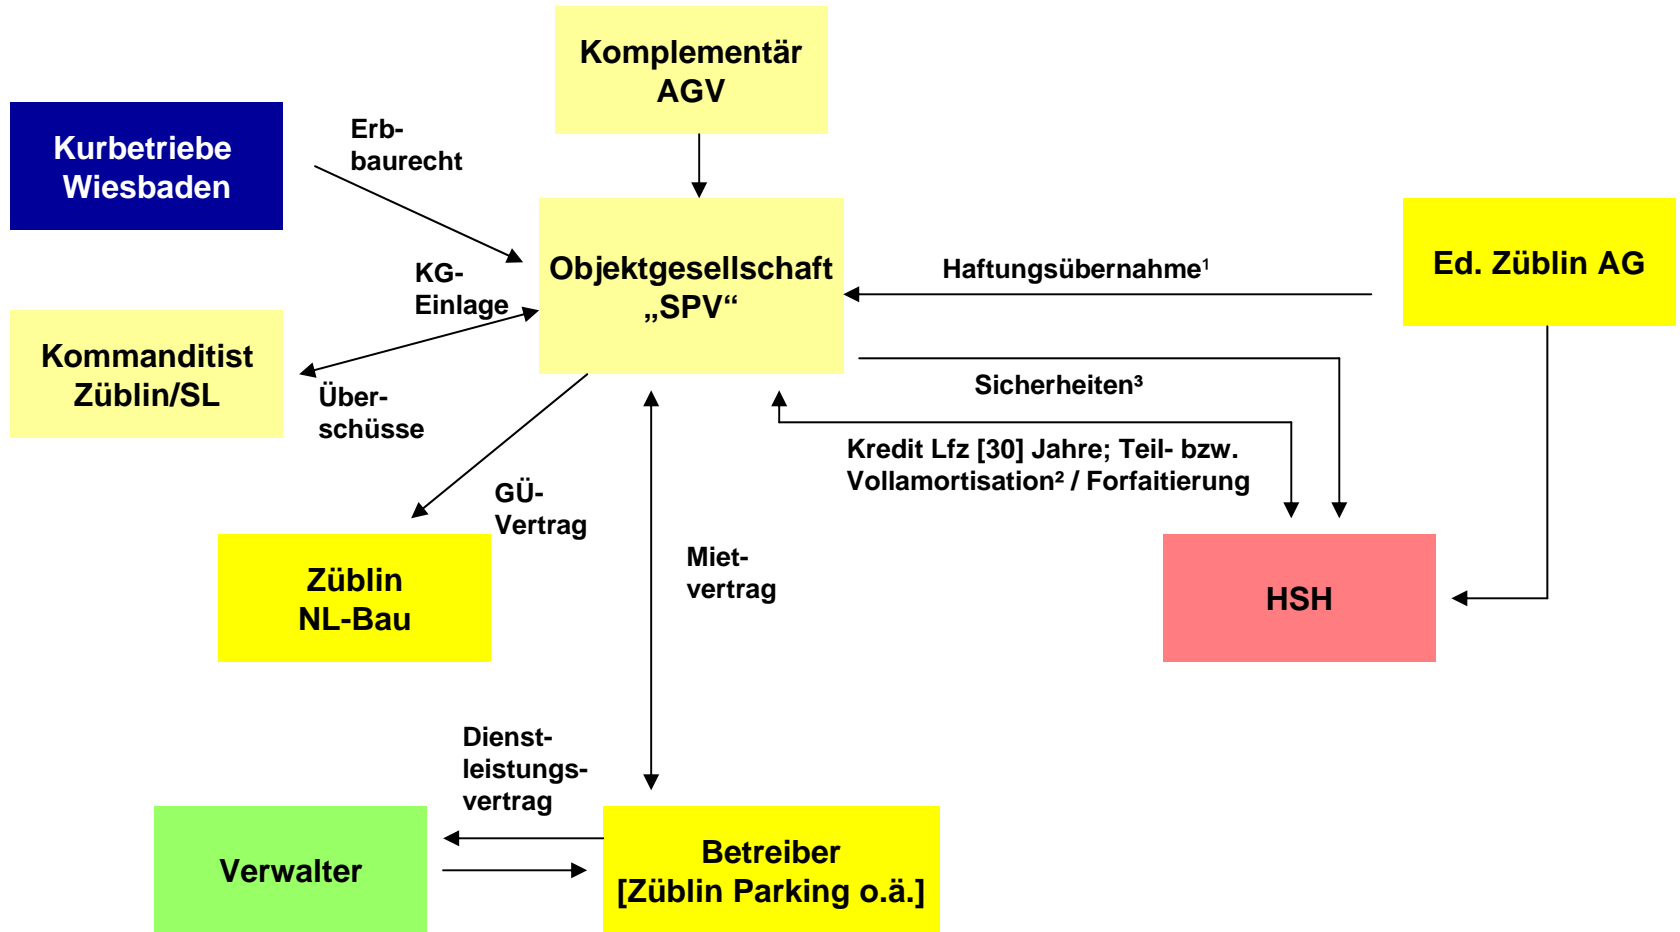 Komplementär
AGV
Kurbetriebe
Wiesbaden
Erb-
baurecht
Objektgesellschaft
„SPV“
KG-
Einlage
Haftungsübernahme¹
Ed. Züblin AG
Kommanditist
Züblin/SL
Über-
schüsse
Sicherheiten³
Kredit Lfz [30] Jahre; Teil- bzw.
Vollamortisation² / Forfaitierung
GÜ-
Vertrag
Züblin
NL-Bau
Miet-
vertrag
HSH
Dienst-
leistungs-
vertrag
Verwalter
Betreiber
[Züblin Parking o.ä.]